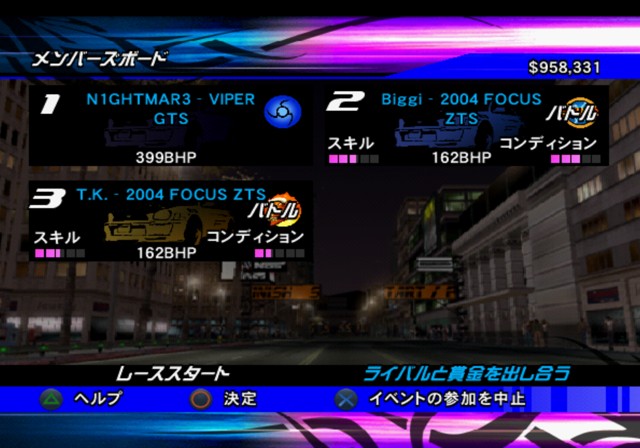 メンバーズボード
$958,331
1 N1GHTMAR3 - VIPER GTS
399BHP
2 Biggi - 2004 FOCUS ZTS
バトル
スキル
コンディション
162BHP
3 T.K. - 2004 FOCUS ZTS
バトル
スキル
コンディション
162BHP
レーススタート
ライバルと賞金を出し合う
ヘルプ
決定
イベントの参加を中止